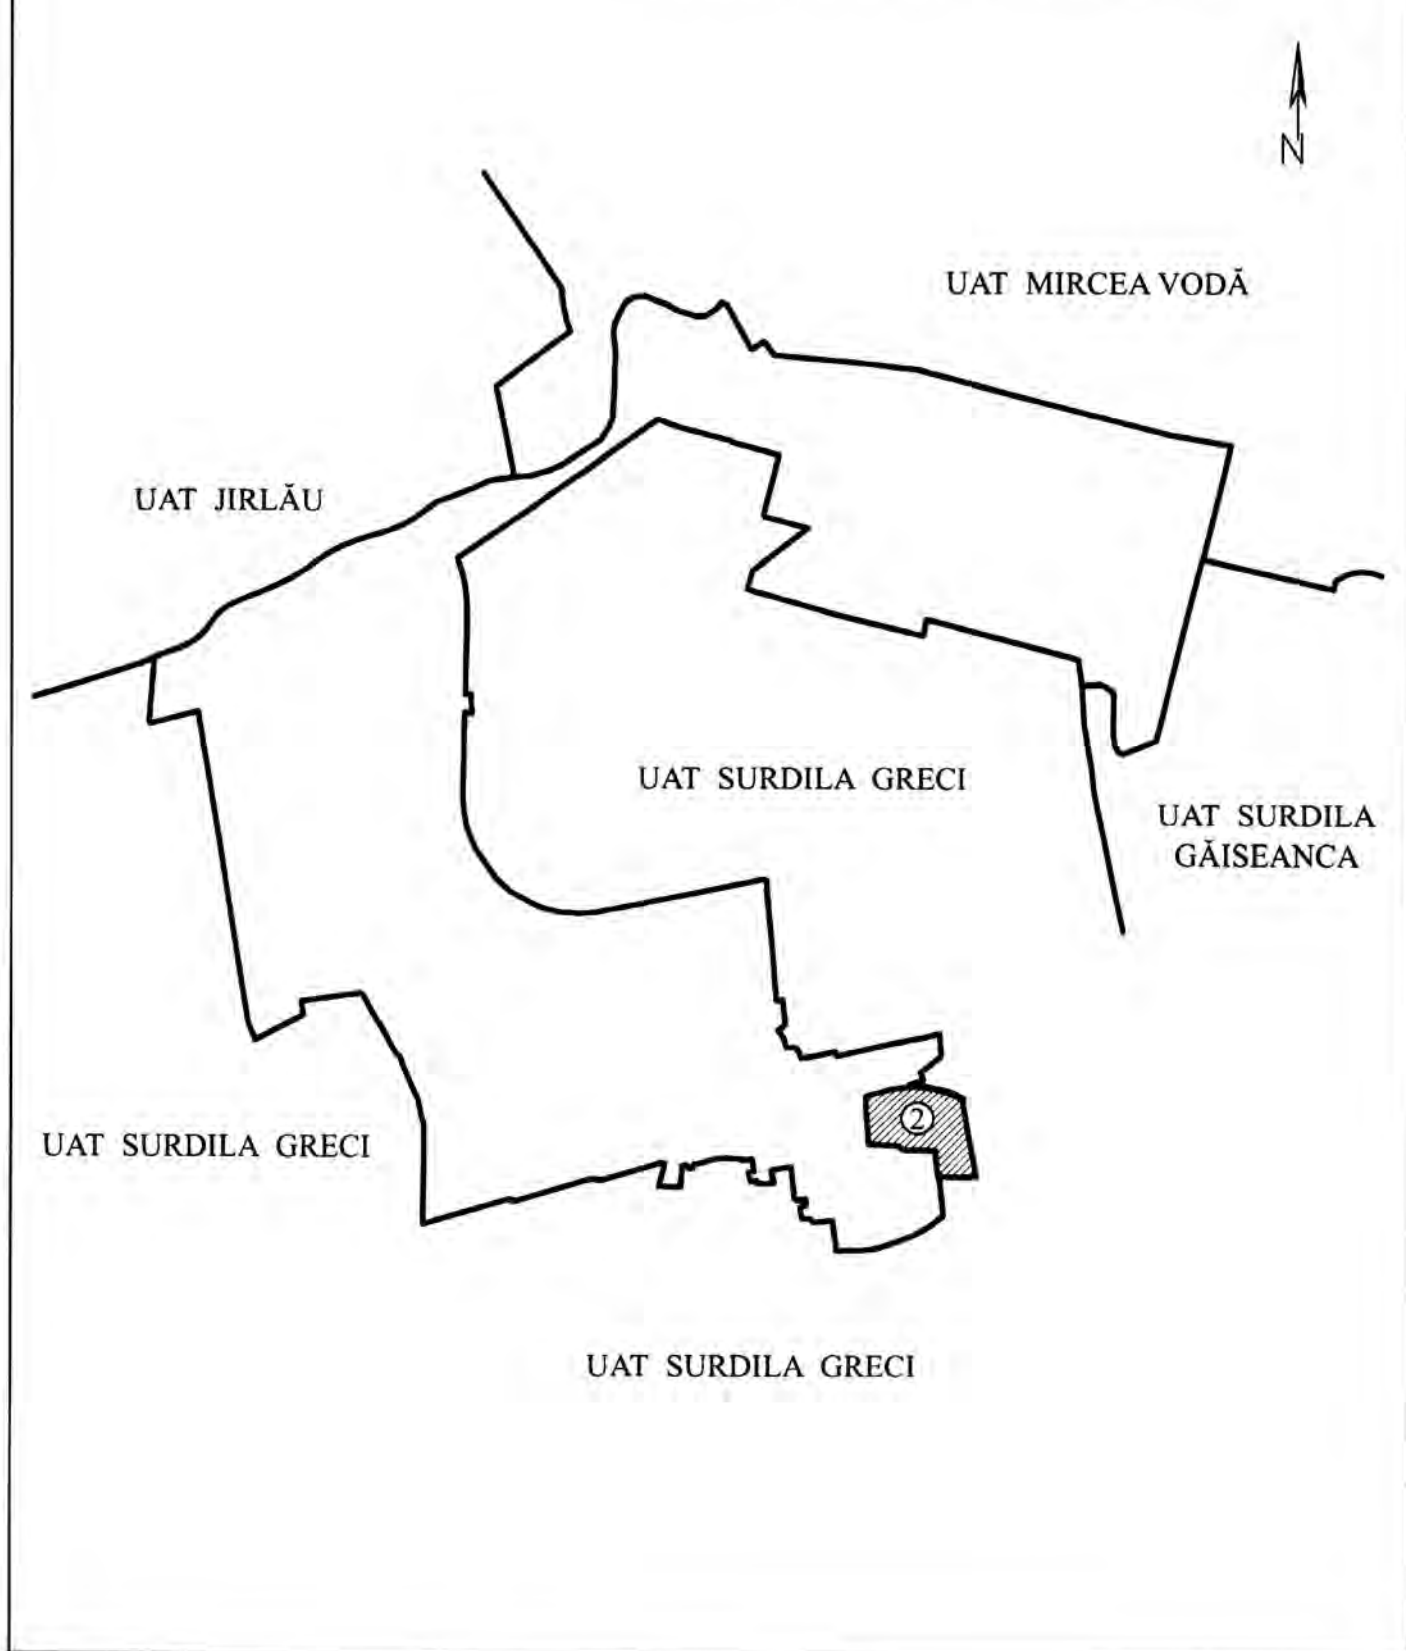 N
UAT MIRCEA VODĂ
UAT JIRLĂU
UAT SURDILA GRECI
UAT SURDILA
GĂISEANCA
2
UAT SURDILA GRECI
UAT SURDILA GRECI